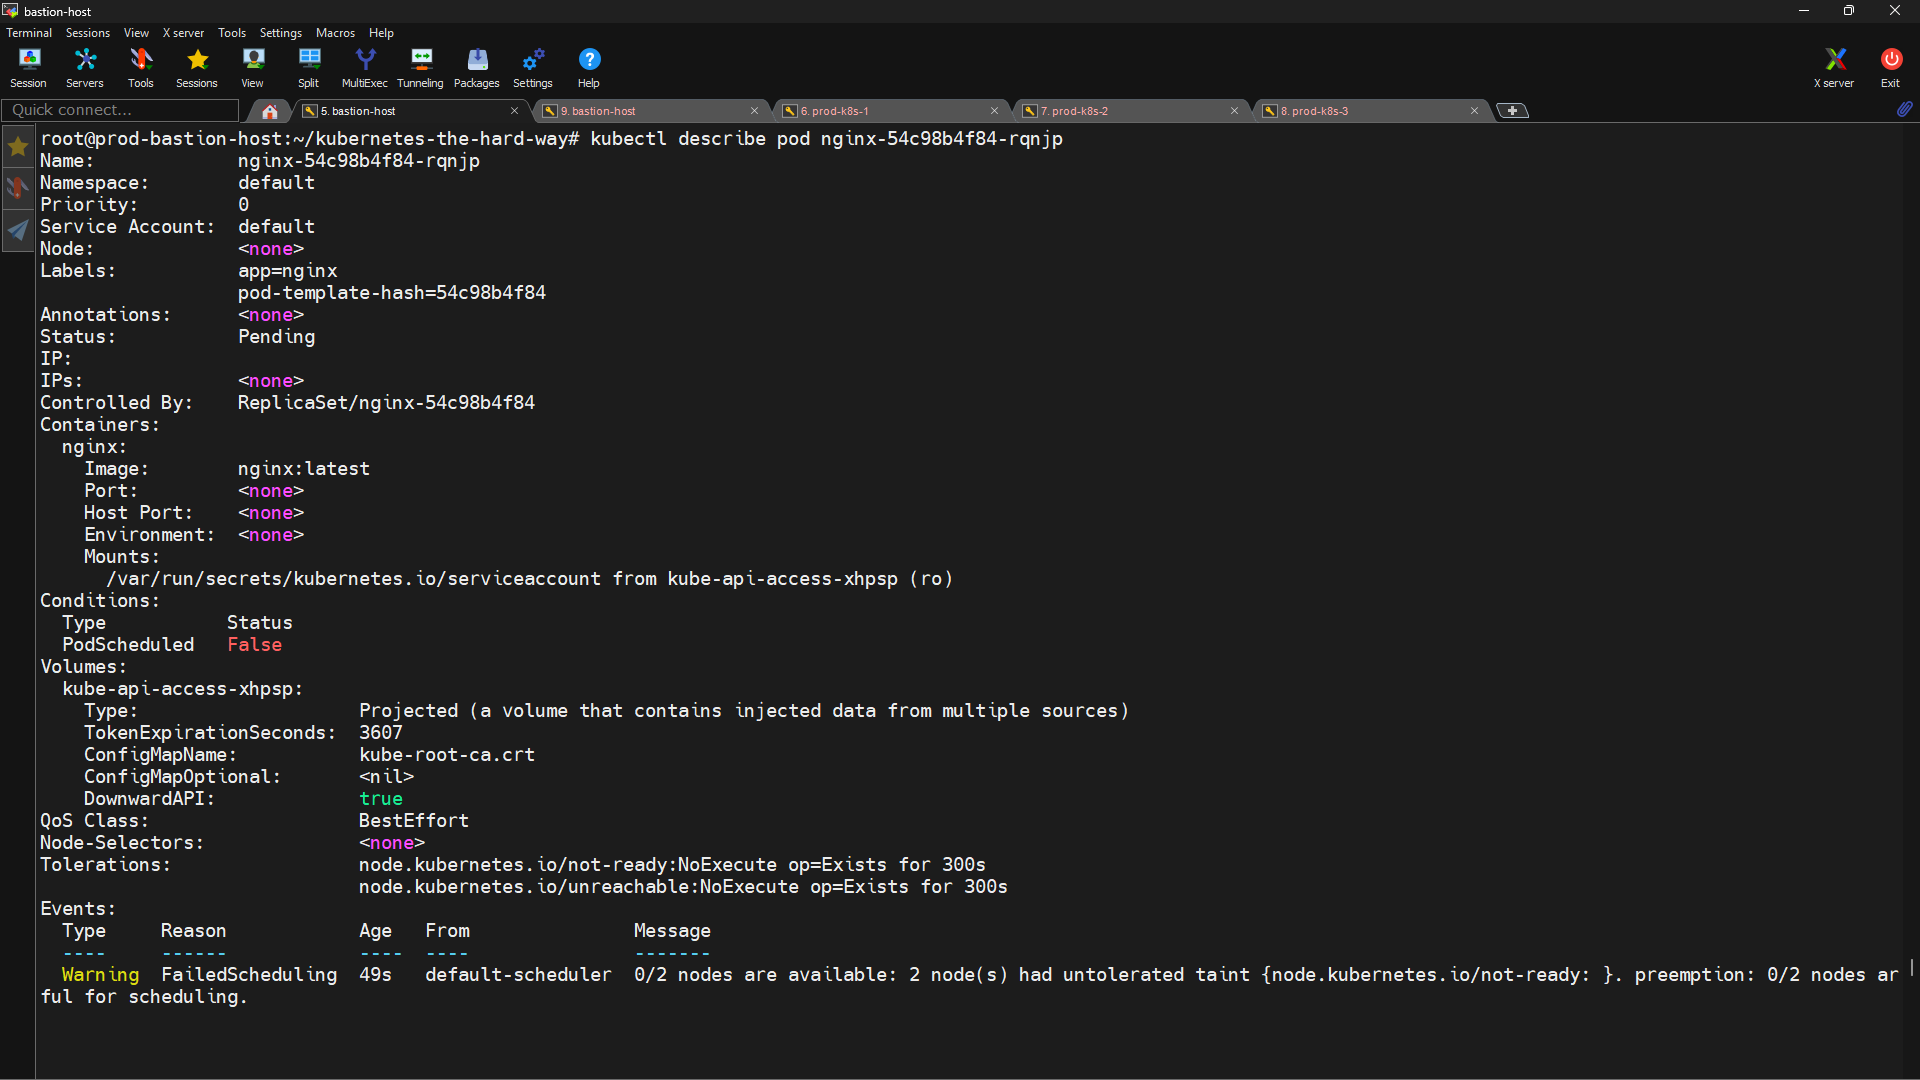 bastion-host
Terminal Sessions View X server Tools Settings Macros Help
Session Servers Tools Sessions View Split MultiExec Tunneling Packages Settings Help X server Exit
Quick connect... 5. bastion-host 9. bastion-host 6. prod-k8s-1 7. prod-k8s-2 8. prod-k8s-3
root@prod-bastion-host:~/kubernetes-the-hard-way# kubectl describe pod nginx-54c98b4f84-rqnjp
Name:             nginx-54c98b4f84-rqnjp
Namespace:        default
Priority:         0
Service Account:  default
Node:             <none>
Labels:           app=nginx
                  pod-template-hash=54c98b4f84
Annotations:      <none>
Status:           Pending
IP:
IPs:              <none>
Controlled By:    ReplicaSet/nginx-54c98b4f84
Containers:
  nginx:
    Image:        nginx:latest
    Port:         <none>
    Host Port:    <none>
    Environment:  <none>
    Mounts:
      /var/run/secrets/kubernetes.io/serviceaccount from kube-api-access-xhpsp (ro)
Conditions:
  Type           Status
  PodScheduled   False
Volumes:
  kube-api-access-xhpsp:
    Type:                    Projected (a volume that contains injected data from multiple sources)
    TokenExpirationSeconds:  3607
    ConfigMapName:           kube-root-ca.crt
    ConfigMapOptional:       <nil>
    DownwardAPI:             true
QoS Class:                   BestEffort
Node-Selectors:              <none>
Tolerations:                 node.kubernetes.io/not-ready:NoExecute op=Exists for 300s
                             node.kubernetes.io/unreachable:NoExecute op=Exists for 300s
Events:
  Type     Reason            Age   From               Message
  ----     ------            ----  ----               -------
  Warning  FailedScheduling  49s   default-scheduler  0/2 nodes are available: 2 node(s) had untolerated taint {node.kubernetes.io/not-ready: }. preemption: 0/2 nodes ar
ful for scheduling.